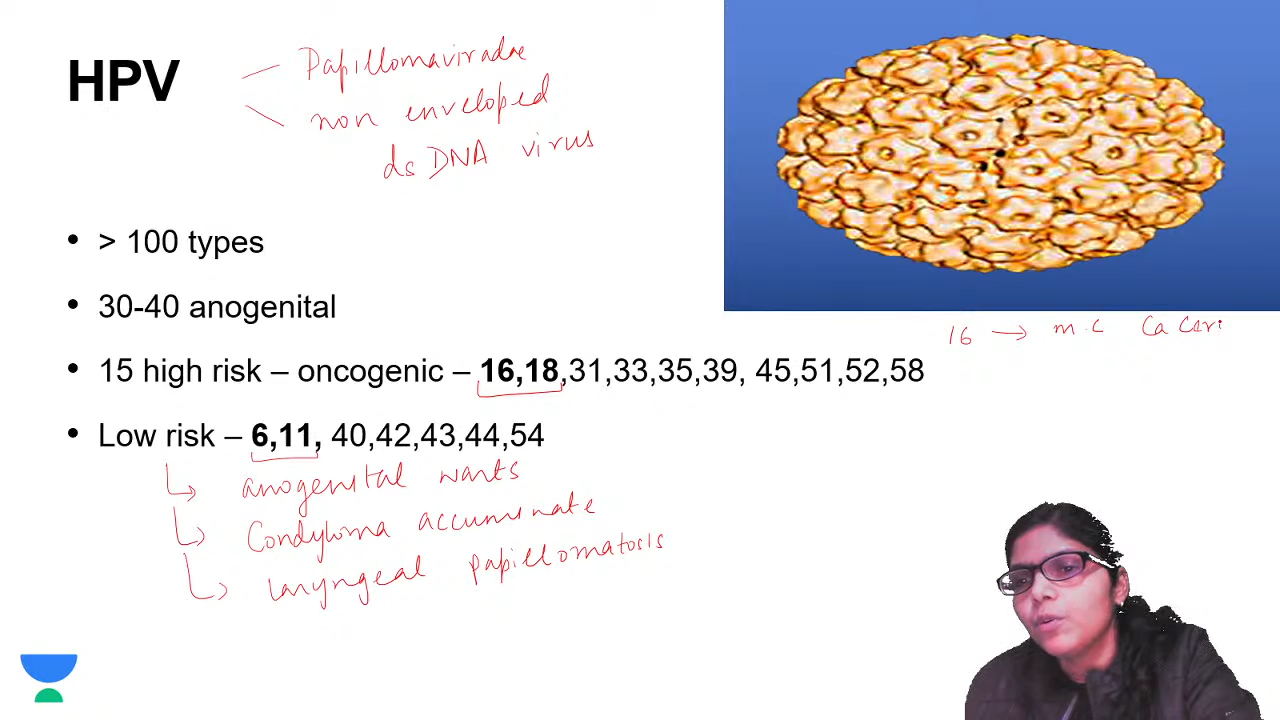 HPV
Papillomaviradae
non enveloped
ds DNA virus
• > 100 types
• 30-40 anogenital
16 → m.c Ca Cervi
• 15 high risk – oncogenic – 16,18,31,33,35,39, 45,51,52,58
• Low risk – 6,11, 40,42,43,44,54
anogenital warts
Condyloma accuminate
laryngeal papillomatosis